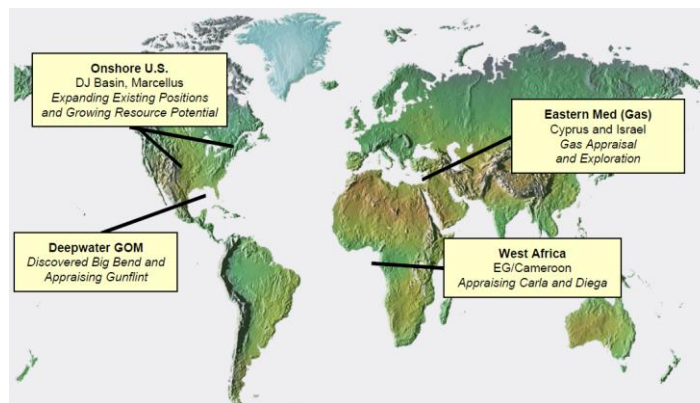 Onshore U.S.
DJ Basin, Marcellus
Expanding Existing Positions
and Growing Resource Potential
Eastern Med (Gas)
Cyprus and Israel
Gas Appraisal
and Exploration
Deepwater GOM
Discovered Big Bend and
Appraising Gunflint
West Africa
EG/Cameroon
Appraising Carla and Diega